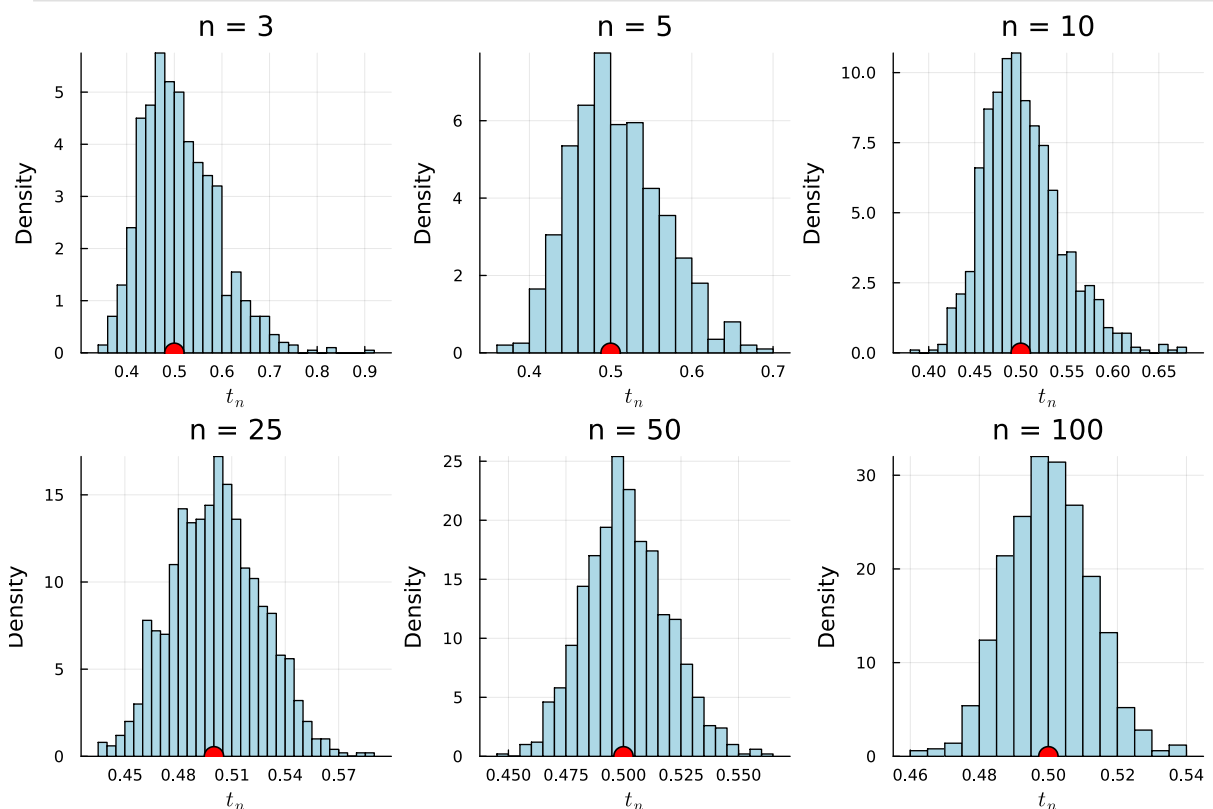 n = 3
5
4
3
2
1
0
Density
0.4 0.5 0.6 0.7 0.8 0.9
t_n
n = 5
6
4
2
0
Density
0.4 0.5 0.6 0.7
t_n
n = 10
10.0
7.5
5.0
2.5
0.0
Density
0.40 0.45 0.50 0.55 0.60 0.65
t_n
n = 25
15
10
5
0
Density
0.45 0.48 0.51 0.54 0.57
t_n
n = 50
25
20
15
10
5
0
Density
0.450 0.475 0.500 0.525 0.550
t_n
n = 100
30
20
10
0
Density
0.46 0.48 0.50 0.52 0.54
t_n